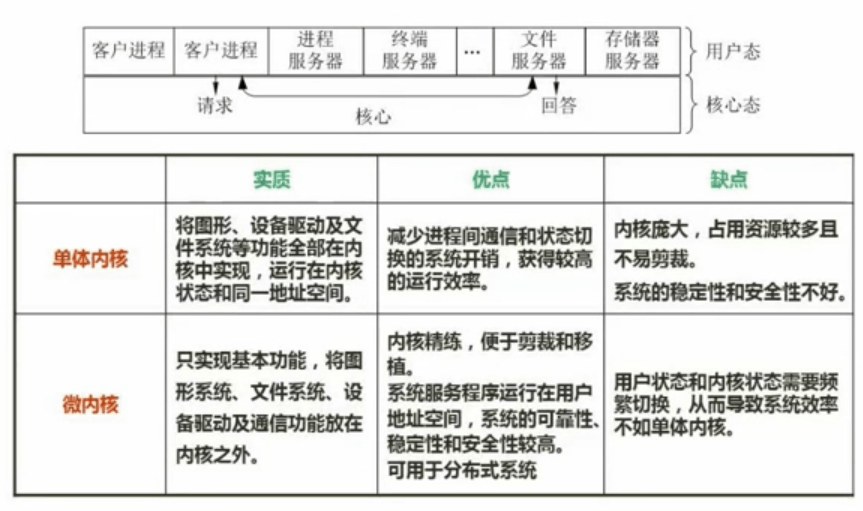 客户进程 客户进程 进程 服务器 终端 服务器 … 文件 服务器 存储器 服务器 用户态
请求 核心 回答 核心态
实质 优点 缺点
单体内核
将图形、设备驱动及文
件系统等功能全部在内
核中实现，运行在内核
状态和同一地址空间。
减少进程间通信和状态切
换的系统开销，获得较高
的运行效率。
内核庞大，占用资源较多且
不易剪裁。
系统的稳定性和安全性不好。
微内核
只实现基本功能，将图
形系统、文件系统、设
备驱动及通信功能放在
内核之外。
内核精练，便于剪裁和移
植。
系统服务程序运行在用户
地址空间，系统的可靠性、
稳定性和安全性较高。
可用于分布式系统
用户状态和内核状态需要频
繁切换，从而导致系统效率
不如单体内核。